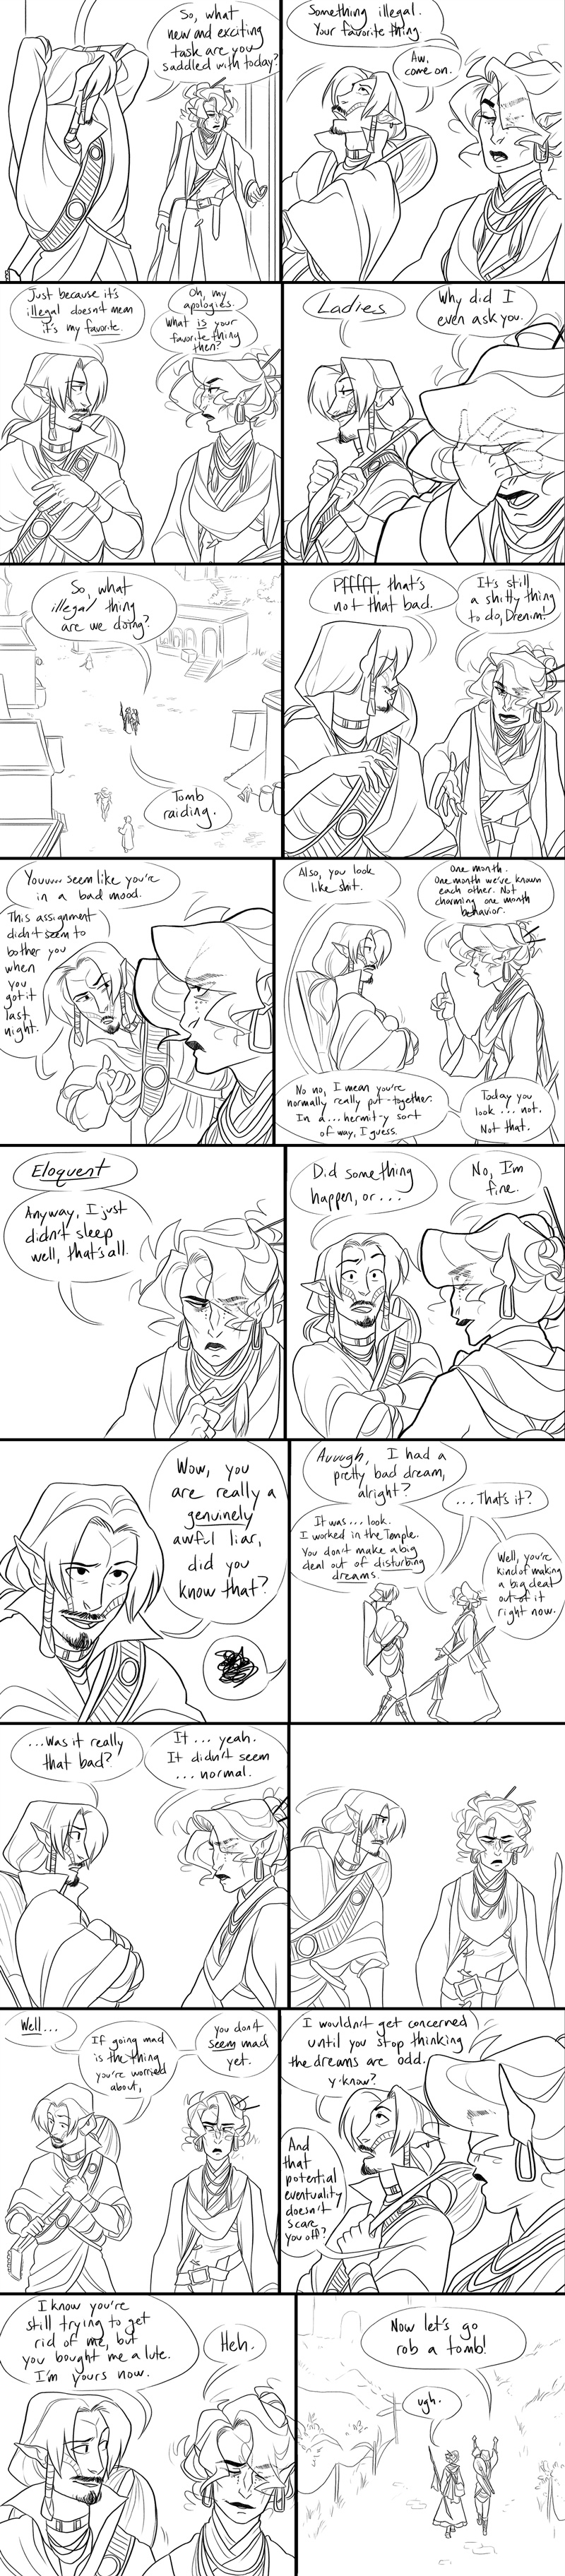 So, what
new and exciting
task are you
saddled with today?
Something illegal.
Your favorite thing.
Aw,
come on.
Just because it's
illegal doesn't mean
it's my favorite.
Oh, my
apologies.
What is your
favorite thing
then?
Ladies
Why did I
even ask you.
So, what
illegal thing
are we doing?
Tomb
raiding.
Pfffft, that's
not that bad.
It's still
a shitty thing
to do, Drenim!
Youuu... seem like you're
in a bad mood.
This assignment
didn't seem to
bother you
when
you
got it
last
night.
Also, you look
like shit.
One month.
One month we've known
each other. Not
charming one month
behavior.
No no, I mean you're
normally really put-together.
In a... hermit-y sort
of way, I guess.
Today you
look... not.
Not that.
Eloquent
Anyway, I just
didn't sleep
well, that's all.
Did something
happen, or...
No, I'm
fine.
Wow, you
are really a
genuinely
awful liar,
did you
know that?
Auuugh, I had a
pretty bad dream,
alright?
It was... look.
I worked in the Temple.
You don't make a big
deal out of disturbing
dreams.
...That's it?
Well, you're
kind of making
a big deal
out of it
right now.
...Was it really
that bad?
It... yeah.
It didn't seem
...normal.
Well...
If going mad
is the thing
you're worried
about,
you don't
seem mad
yet.
I wouldn't get concerned
until you stop thinking
the dreams are odd.
y'know?
And
that
potential
eventuality
doesn't
scare
you off?
I know you're
still trying to get
rid of me, but
you bought me a lute.
I'm yours now.
Heh.
Now let's go
rob a tomb!
ugh.